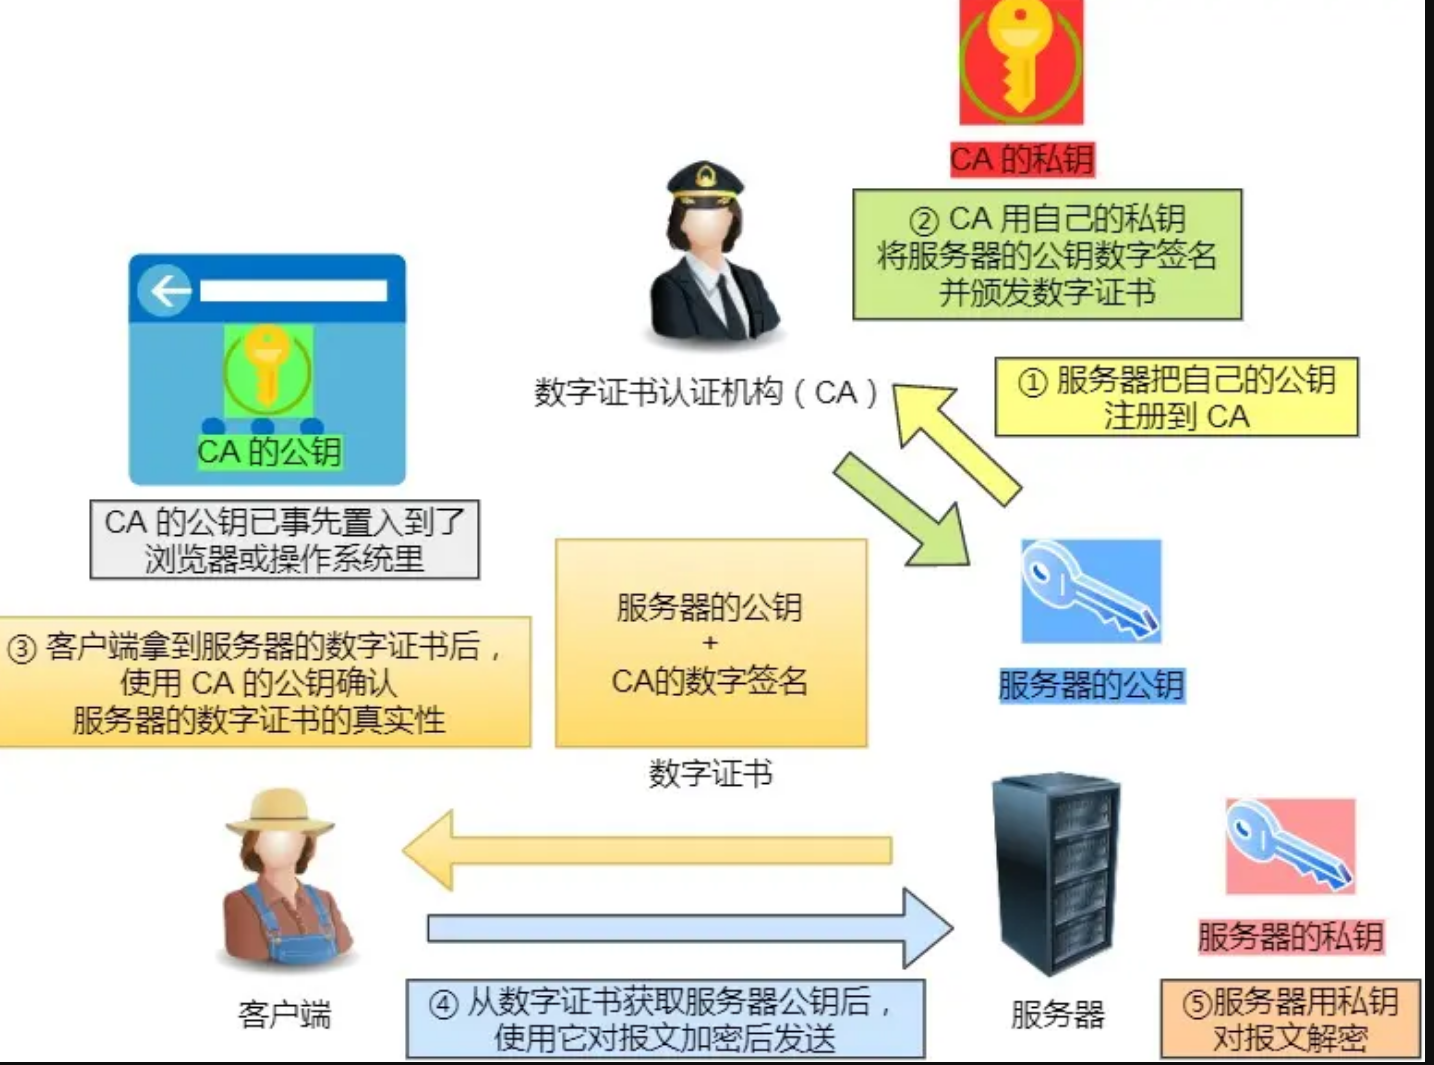 CA 的私钥
② CA 用自己的私钥
将服务器的公钥数字签名
并颁发数字证书
数字证书认证机构（CA）
① 服务器把自己的公钥
注册到 CA
CA 的公钥
CA 的公钥已事先置入到了
浏览器或操作系统里
③ 客户端拿到服务器的数字证书后，
使用 CA 的公钥确认
服务器的数字证书的真实性
服务器的公钥
+
CA的数字签名
数字证书
服务器的公钥
服务器的私钥
客户端
④ 从数字证书获取服务器公钥后，
使用它对报文加密后发送
服务器
⑤服务器用私钥
对报文解密